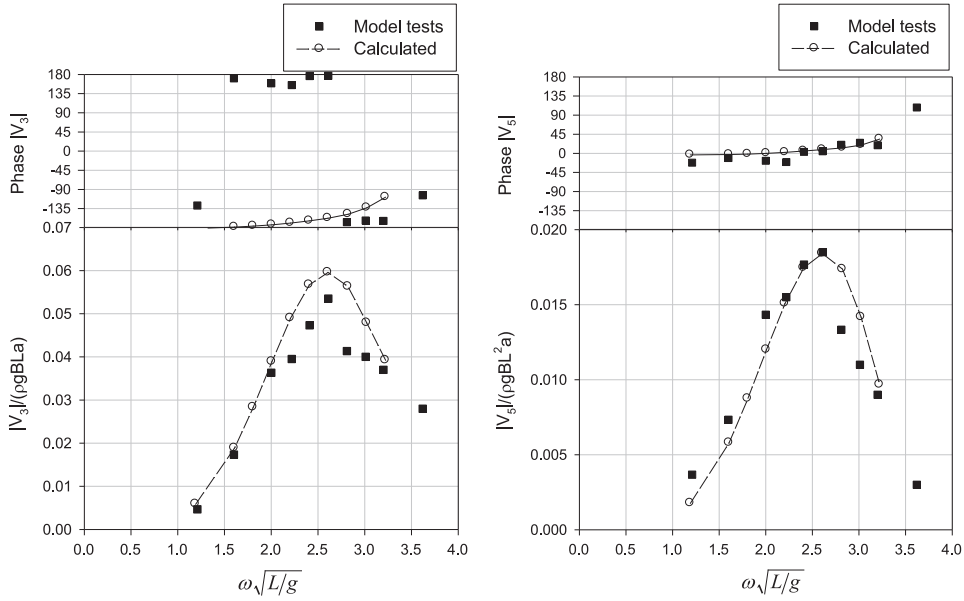 Model tests
Calculated
180
135
90
45
0
-45
-90
-135
0.07
0.06
0.05
0.04
0.03
0.02
0.01
0.00
Phase |V₃|
|V₃|/(ρgBLa)
0.0 0.5 1.0 1.5 2.0 2.5 3.0 3.5 4.0
ω√L/g
Model tests
Calculated
180
135
90
45
0
-45
-90
-135
0.020
0.015
0.010
0.005
0.000
Phase |V₅|
|V₅|/(ρgBL²a)
0.0 0.5 1.0 1.5 2.0 2.5 3.0 3.5 4.0
ω√L/g